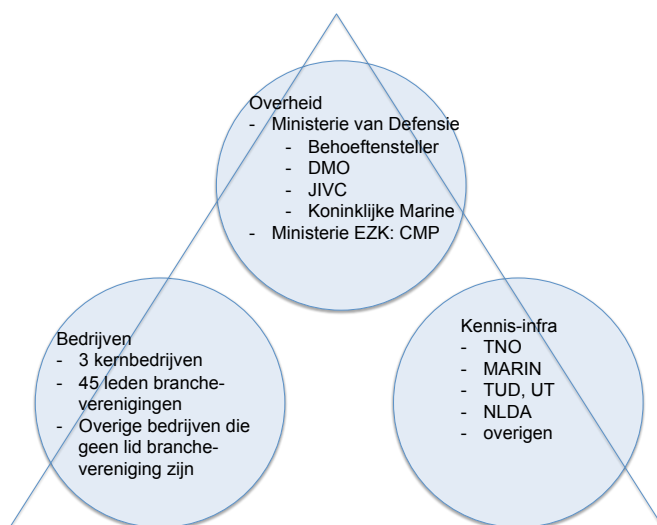 Overheid
- Ministerie van Defensie
- Behoeftensteller
- DMO
- JIVC
- Koninklijke Marine
- Ministerie EZK: CMP
Bedrijven
- 3 kernbedrijven
- 45 leden branche-
verenigingen
- Overige bedrijven die
geen lid branche-
vereniging zijn
Kennis-infra
- TNO
- MARIN
- TUD, UT
- NLDA
- overigen